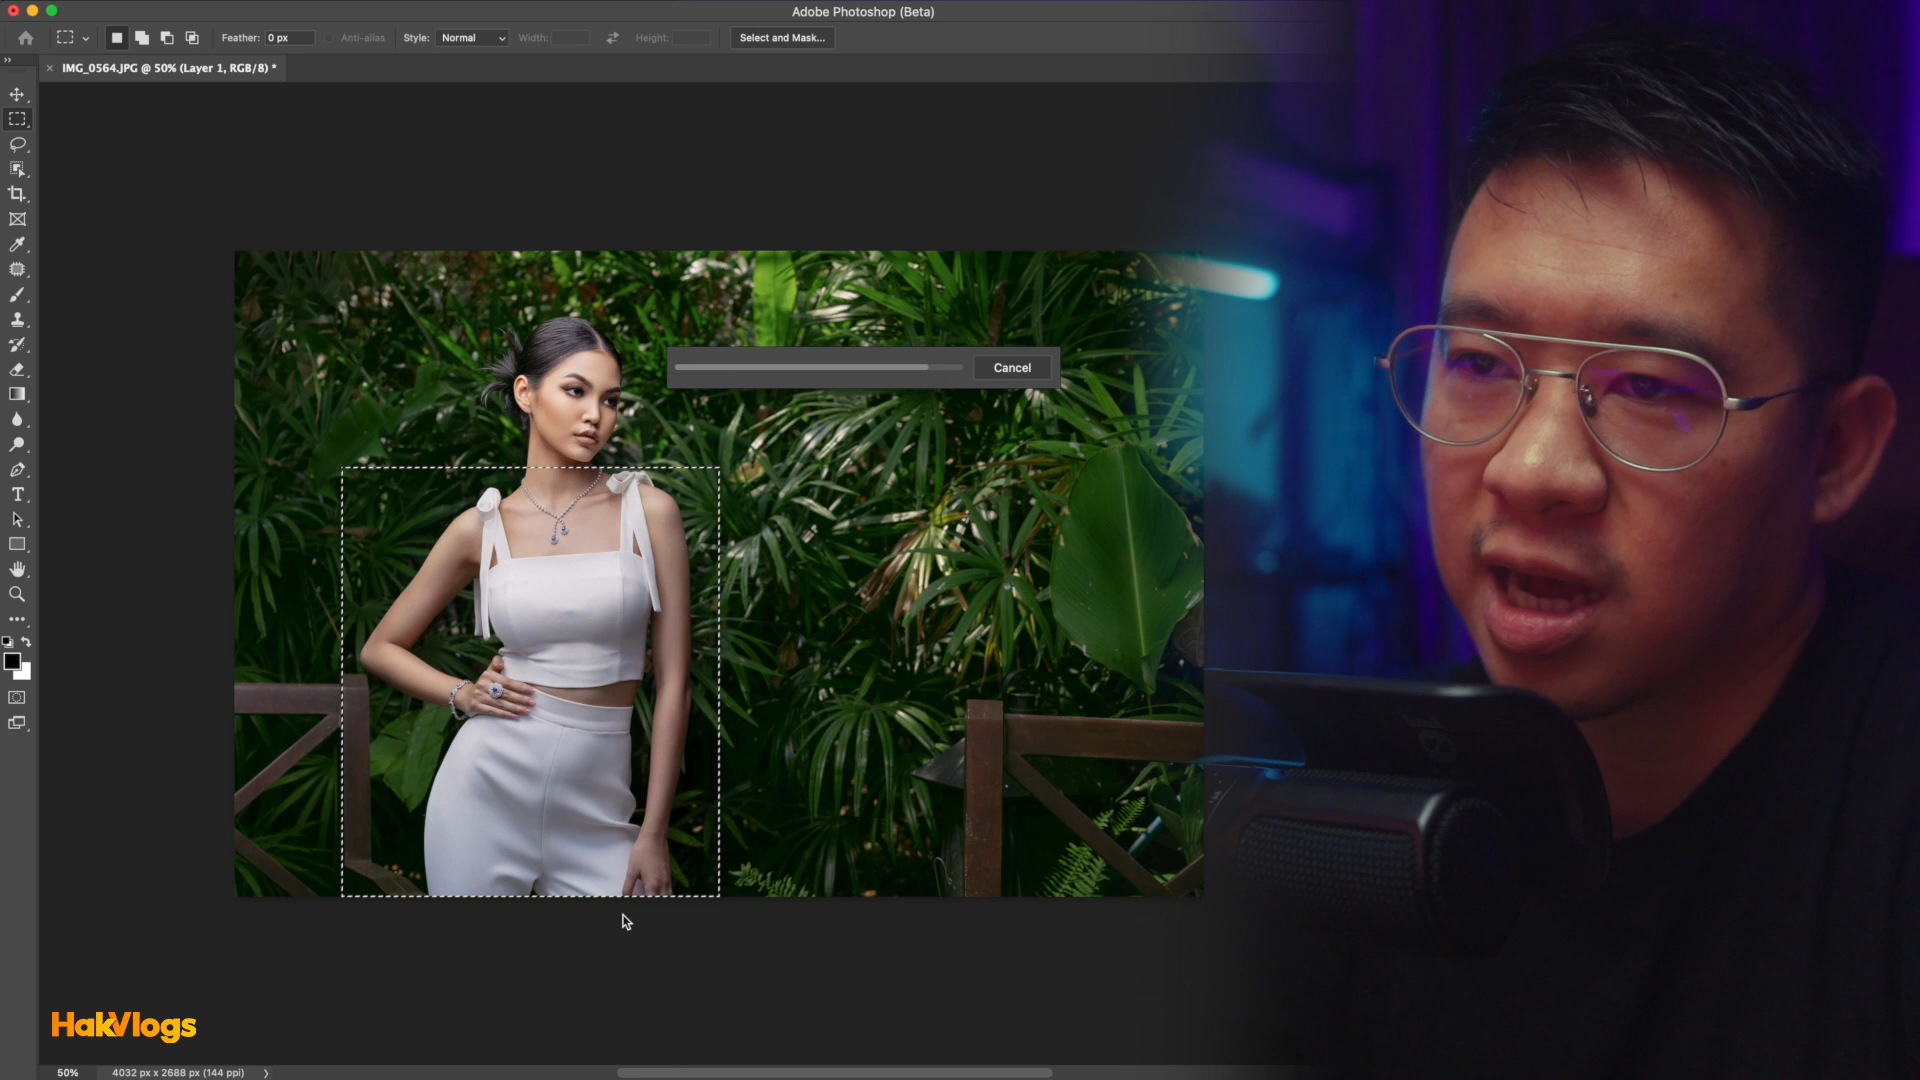 Adobe Photoshop (Beta)
Feather: 0 px Anti-alias Style: Normal Width: Height: Select and Mask...
× IMG_0564.JPG @ 50% (Layer 1, RGB/8) *
Cancel
HakVlogs
50% 4032 px x 2688 px (144 ppi)